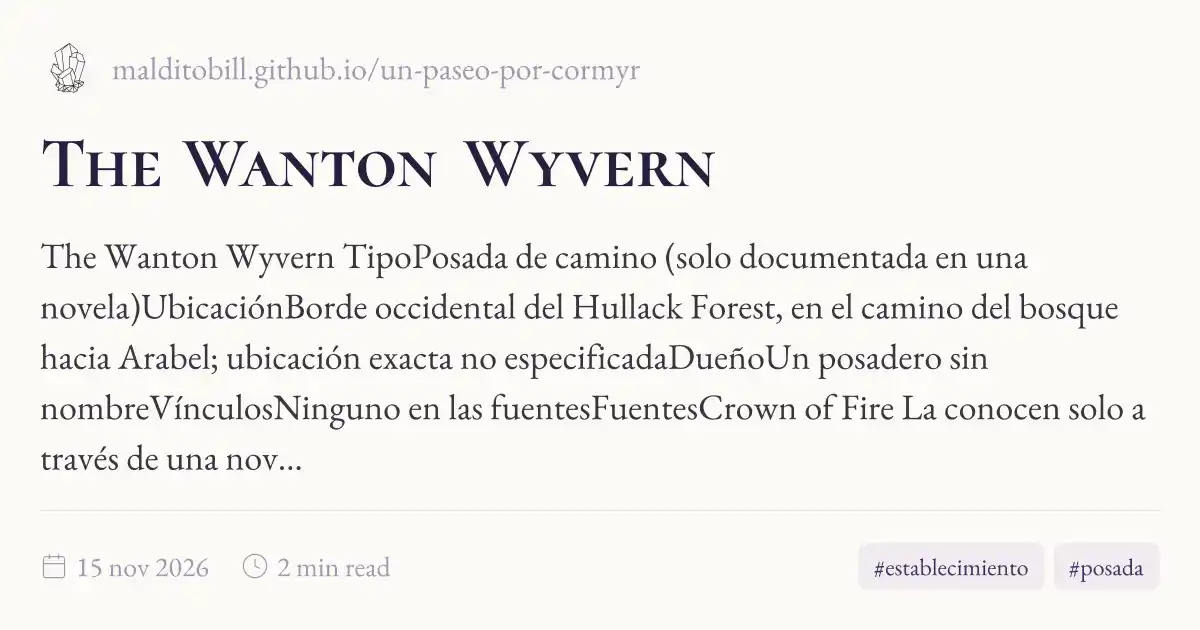 malditobill.github.io/un-paseo-por-cormyr
The Wanton Wyvern
The Wanton Wyvern TipoPosada de camino (solo documentada en una
novela)UbicaciónBorde occidental del Hullack Forest, en el camino del bosque
hacia Arabel; ubicación exacta no especificadaDueñoUn posadero sin
nombreVínculosNinguno en las fuentesFuentesCrown of Fire La conocen solo a
través de una nov...
15 nov 2026
2 min read
#establecimiento
#posada